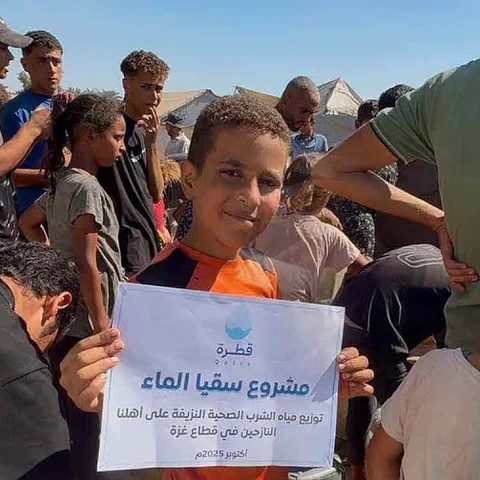 قطرة
Qatra
مشروع سقيا الماء
توزيع مياه الشرب الصحية النزيفة على أهلنا
النازحين في قطاع غزة
أكتوبر 2025م